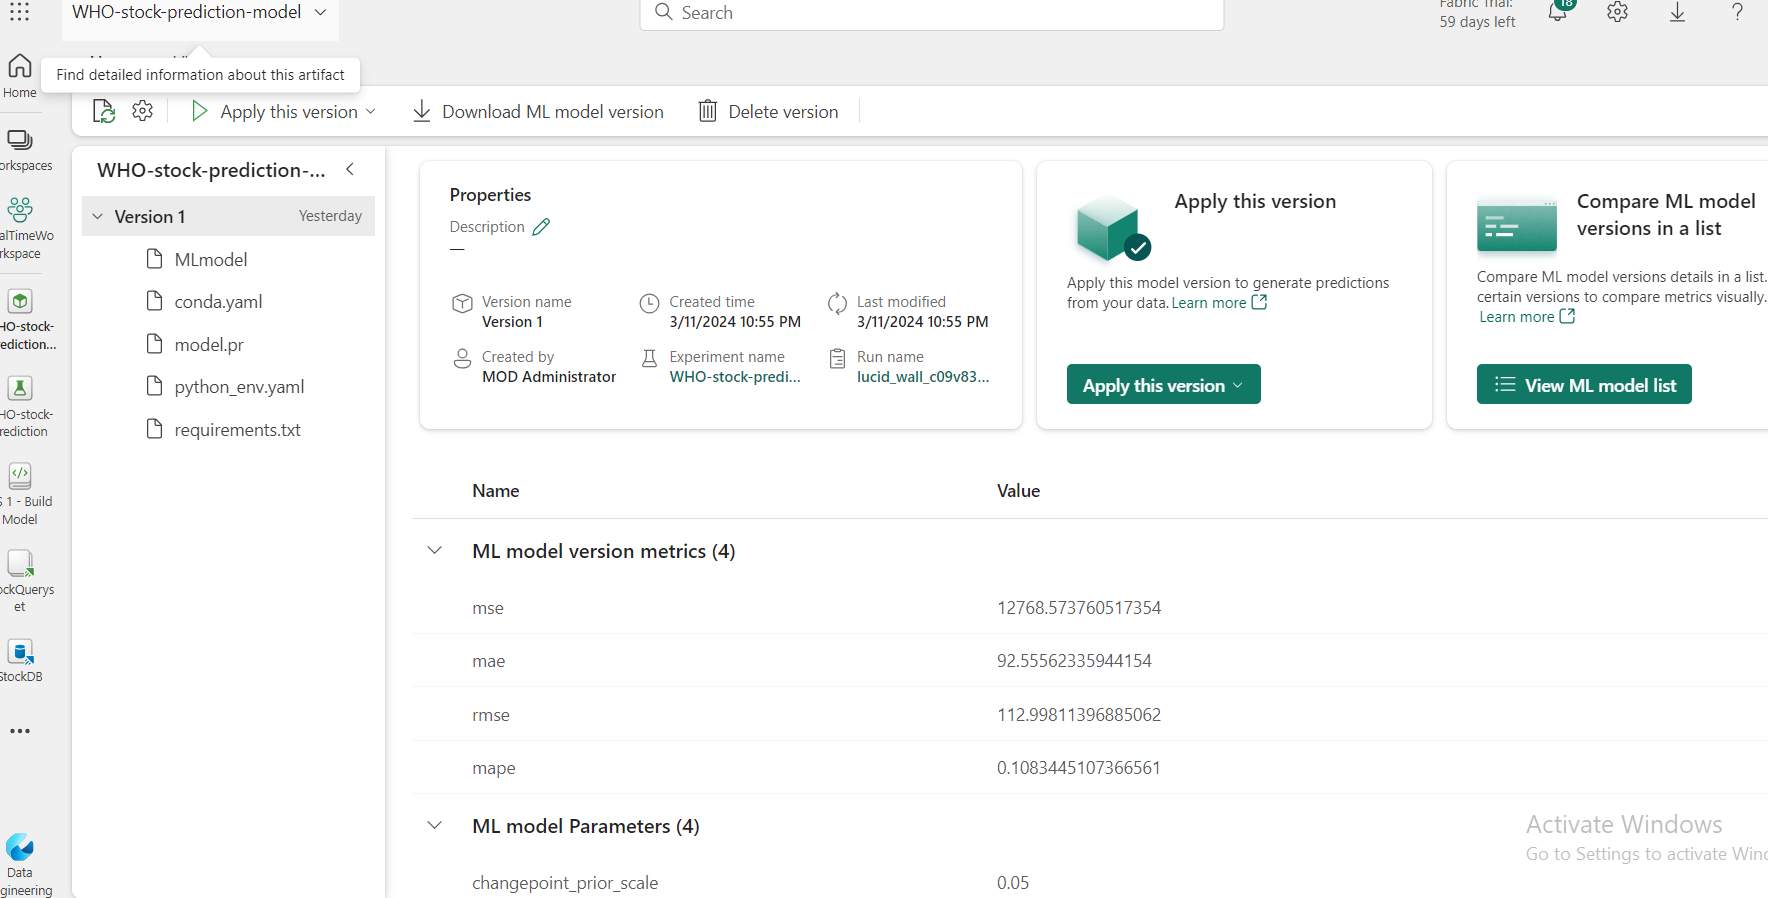 WHO-stock-prediction-model
Search
Fabric Trial:
59 days left
18
?
Find detailed information about this artifact
Home
Apply this version
Download ML model version
Delete version
orkspaces
alTimeWo
rkspace
HO-stock-
rediction...
HO-stock-
rediction
S 1 - Build
Model
ockQuerys
et
StockDB
Data
gineering
WHO-stock-prediction-...
Version 1
Yesterday
MLmodel
conda.yaml
model.pr
python_env.yaml
requirements.txt
Properties
Description
—
Version name
Version 1
Created time
3/11/2024 10:55 PM
Last modified
3/11/2024 10:55 PM
Created by
MOD Administrator
Experiment name
WHO-stock-predi...
Run name
lucid_wall_c09v83...
Apply this version
Apply this model version to generate predictions
from your data. Learn more
Apply this version
Compare ML model
versions in a list
Compare ML model versions details in a list.
certain versions to compare metrics visually.
Learn more
View ML model list
Name
Value
ML model version metrics (4)
mse
12768.573760517354
mae
92.55562335944154
rmse
112.99811396885062
mape
0.1083445107366561
ML model Parameters (4)
changepoint_prior_scale
0.05
Activate Windows
Go to Settings to activate Win